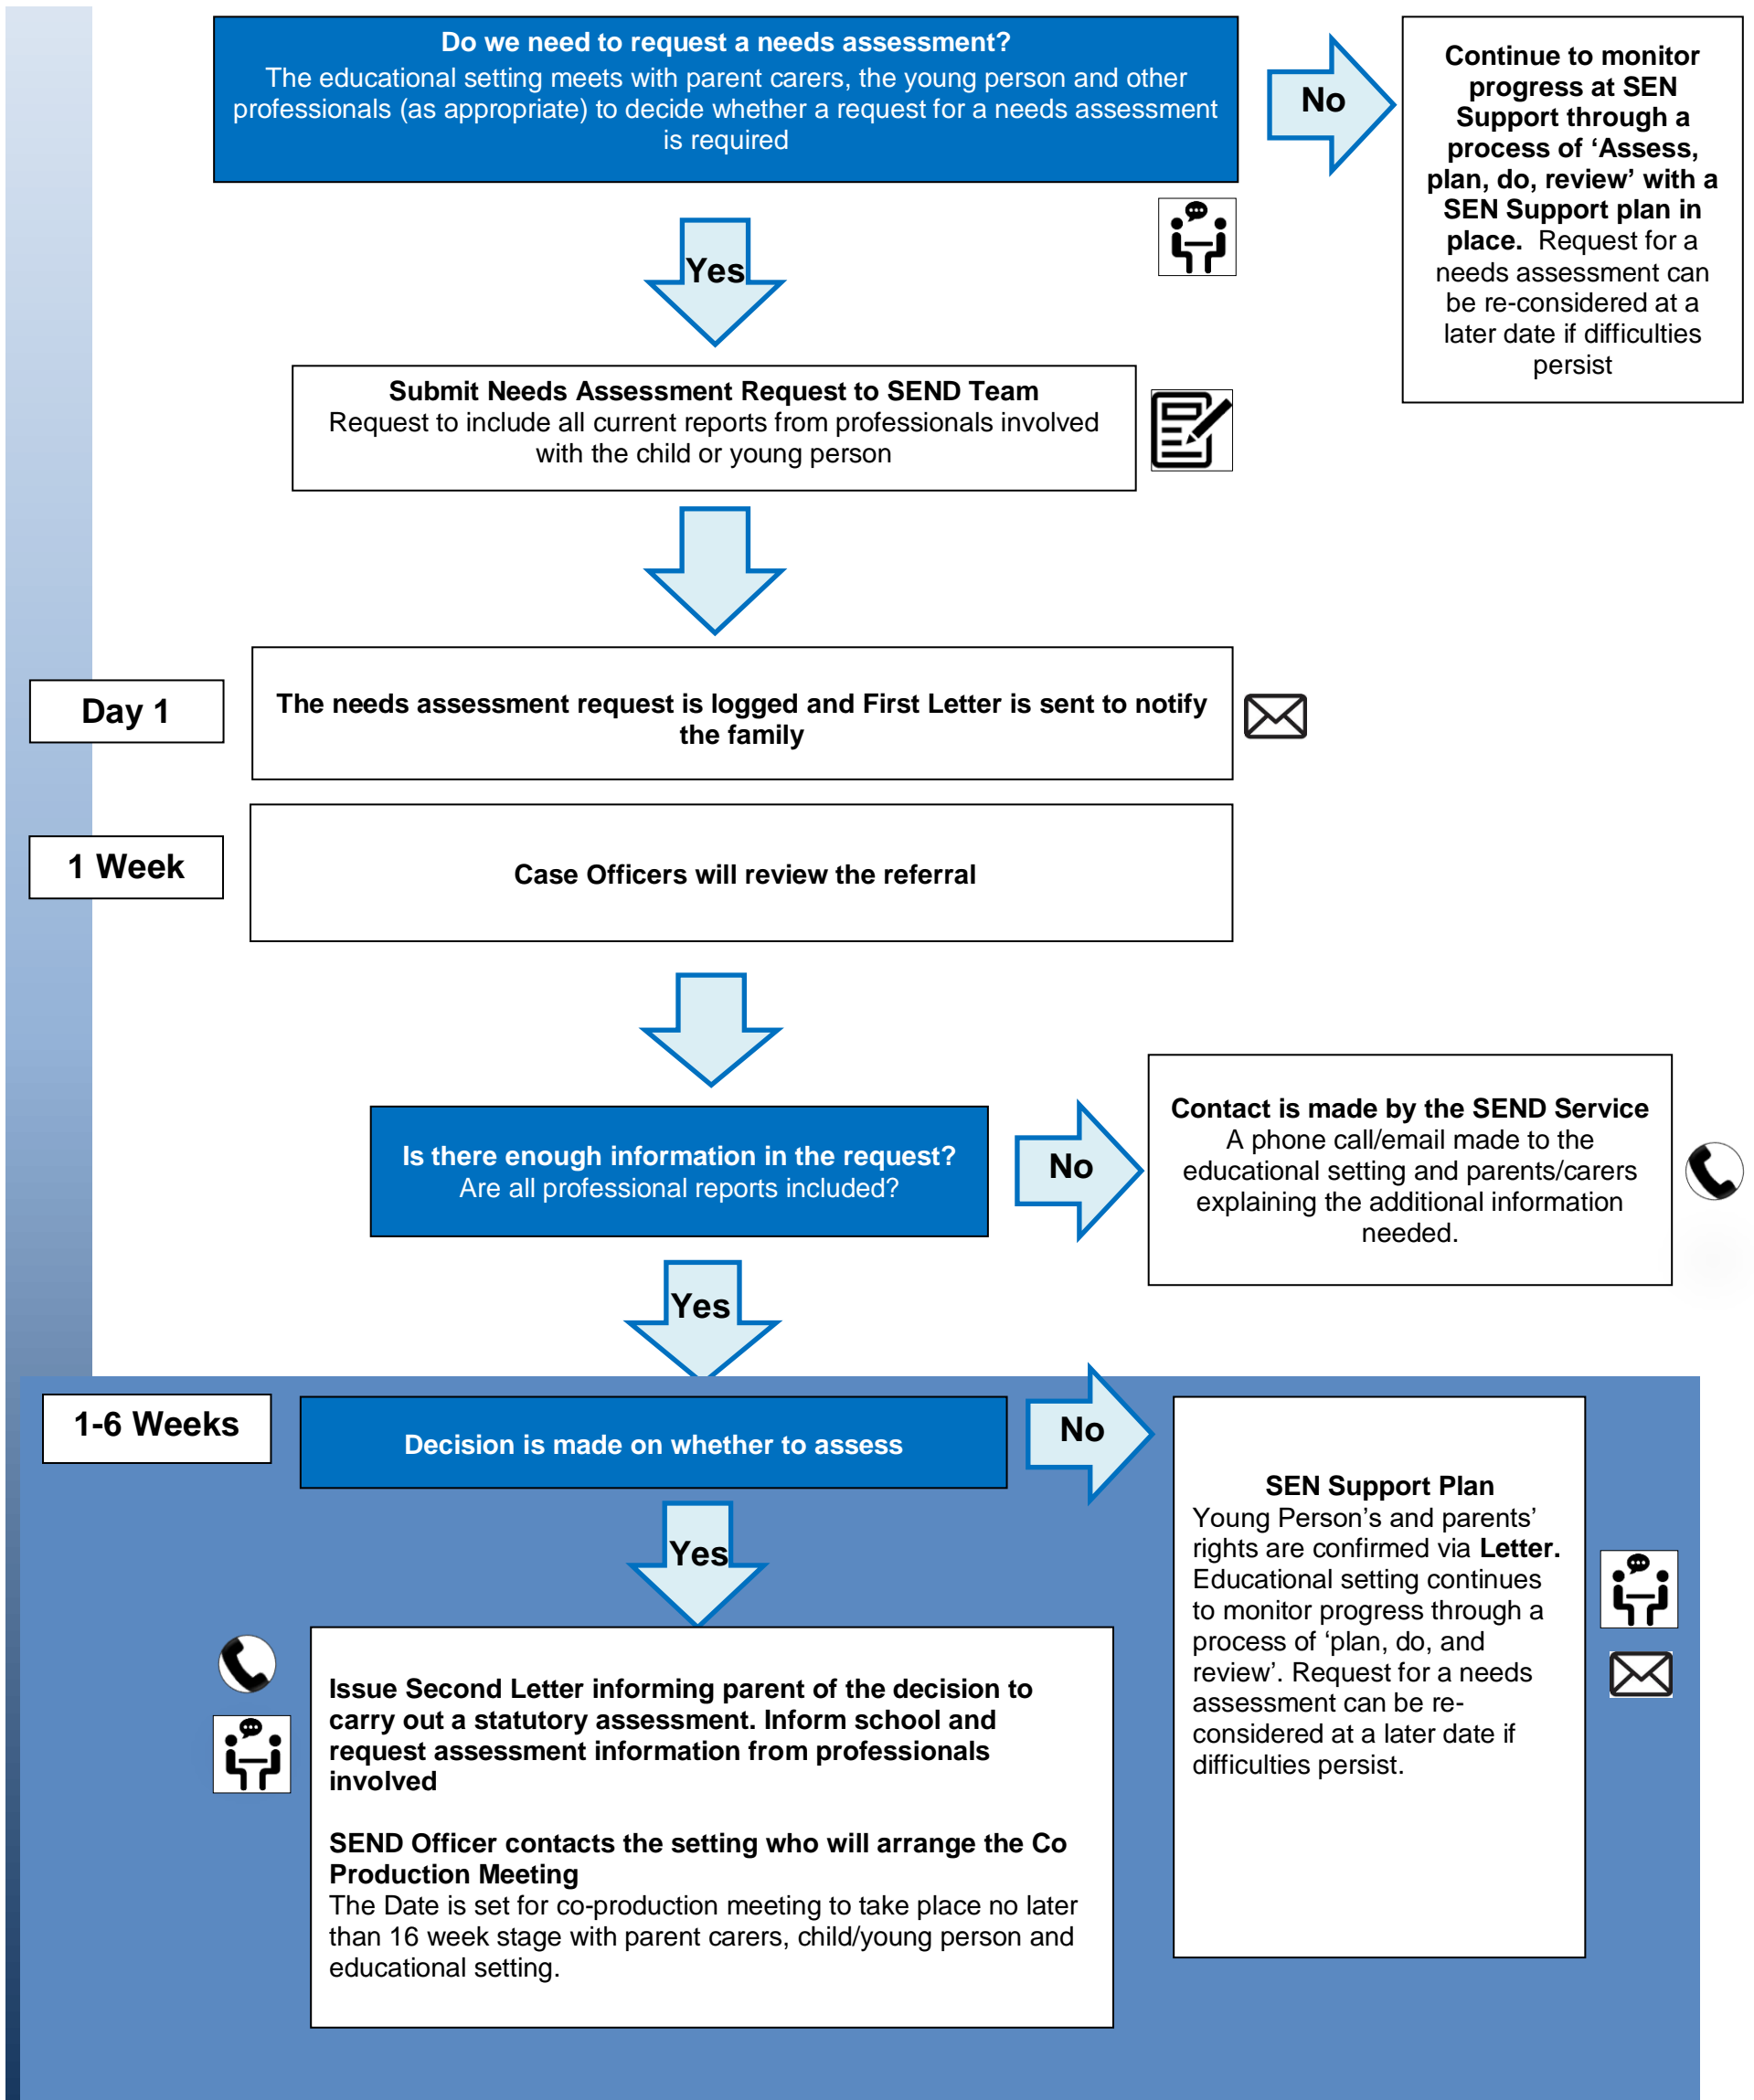 Do we need to request a needs assessment?
The educational setting meets with parent carers, the young person and other
professionals (as appropriate) to decide whether a request for a needs assessment
is required
No
Continue to monitor
progress at SEN
Support through a
process of ‘Assess,
plan, do, review’ with a
SEN Support plan in
place.  Request for a
needs assessment can
be re-considered at a
later date if difficulties
persist
Yes
Submit Needs Assessment Request to SEND Team
Request to include all current reports from professionals involved
with the child or young person
Day 1
The needs assessment request is logged and First Letter is sent to notify
the family
1 Week
Case Officers will review the referral
Is there enough information in the request?
Are all professional reports included?
No
Contact is made by the SEND Service
A phone call/email made to the
educational setting and parents/carers
explaining the additional information
needed.
Yes
1-6 Weeks
Decision is made on whether to assess
No
SEN Support Plan
Young Person’s and parents’
rights are confirmed via Letter.
Educational setting continues
to monitor progress through a
process of ‘plan, do, and
review’. Request for a needs
assessment can be re-
considered at a later date if
difficulties persist.
Yes
Issue Second Letter informing parent of the decision to
carry out a statutory assessment. Inform school and
request assessment information from professionals
involved
SEND Officer contacts the setting who will arrange the Co
Production Meeting
The Date is set for co-production meeting to take place no later
than 16 week stage with parent carers, child/young person and
educational setting.